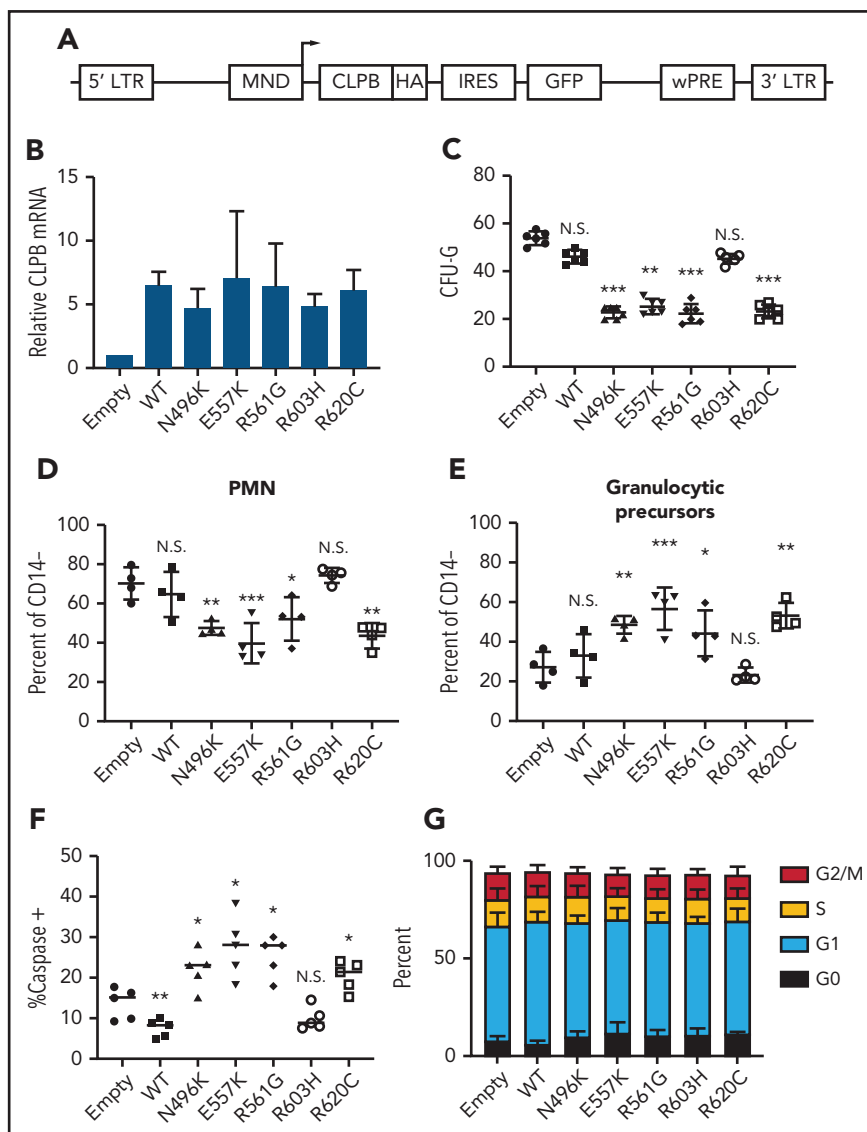 A
5' LTR MND CLPB HA IRES GFP wPRE 3' LTR
B
Relative CLPB mRNA
15
10
5
0
Empty WT N496K E557K R561G R603H R620C
C
CFU-G
80
60
40
20
0
N.S. *** ** *** N.S. ***
Empty WT N496K E557K R561G R603H R620C
D
PMN
Percent of CD14–
100
80
60
40
20
0
N.S. ** *** * N.S. **
Empty WT N496K E557K R561G R603H R620C
E
Granulocytic
precursors
Percent of CD14–
100
80
60
40
20
0
N.S. ** *** * N.S. **
Empty WT N496K E557K R561G R603H R620C
F
%Caspase +
50
40
30
20
10
0
** * * * N.S. *
Empty WT N496K E557K R561G R603H R620C
G
Percent
100
50
0
Empty WT N496K E557K R561G R603H R620C
G2/M
S
G1
G0